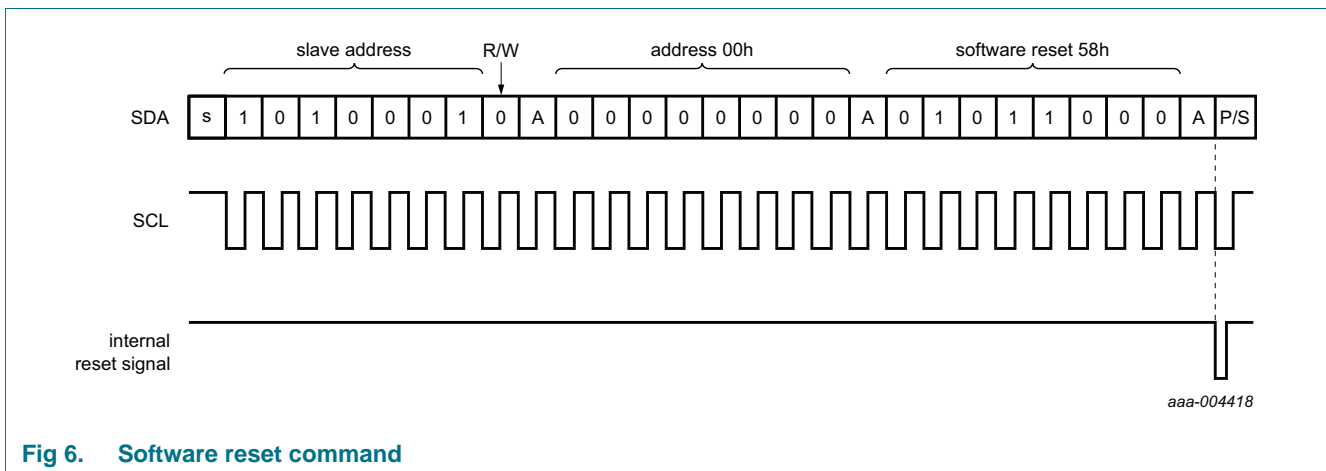 slave address R/W address 00h software reset 58h
SDA s 1 0 1 0 0 0 1 0 A 0 0 0 0 0 0 0 0 A 0 1 0 1 1 0 0 0 A P/S
SCL
internal
reset signal
aaa-004418
Fig 6. Software reset command